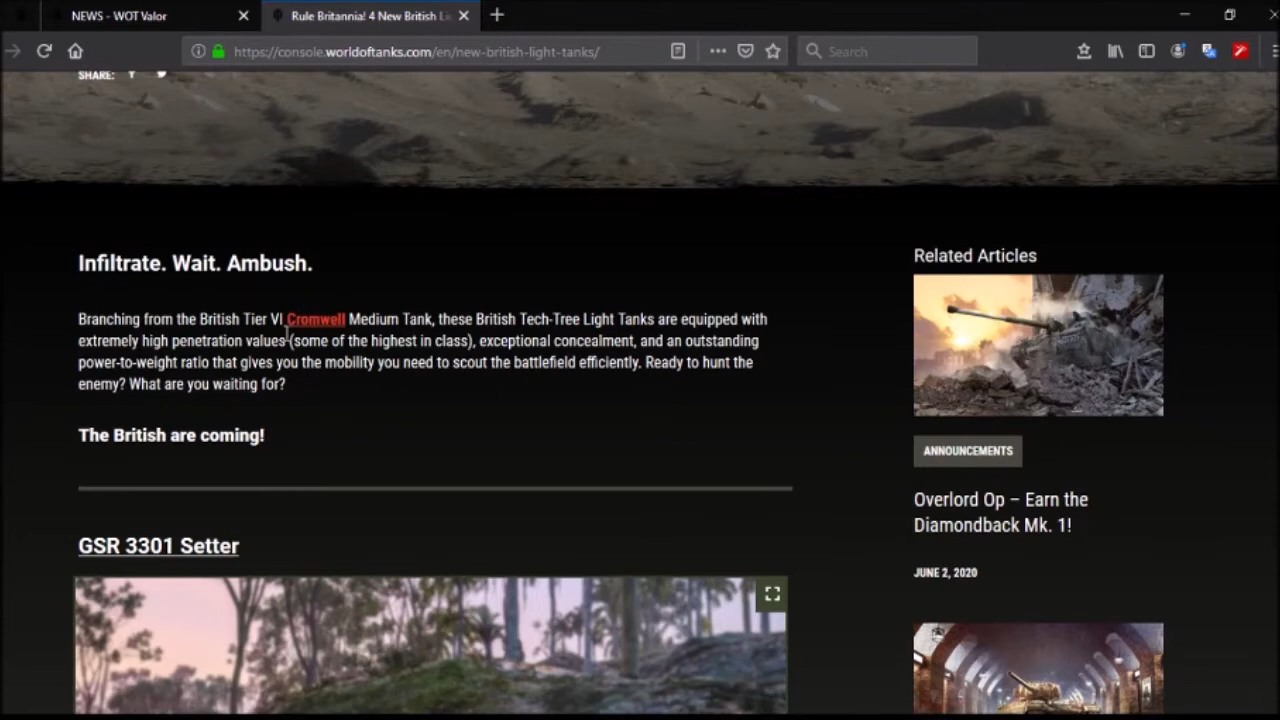 NEWS - WOT Valor
Rule Britannia! 4 New British Li
https://console.worldoftanks.com/en/new-british-light-tanks/
Search
SHARE:
Infiltrate. Wait. Ambush.
Branching from the British Tier VI Cromwell Medium Tank, these British Tech-Tree Light Tanks are equipped with
extremely high penetration values (some of the highest in class), exceptional concealment, and an outstanding
power-to-weight ratio that gives you the mobility you need to scout the battlefield efficiently. Ready to hunt the
enemy? What are you waiting for?
The British are coming!
GSR 3301 Setter
Related Articles
ANNOUNCEMENTS
Overlord Op – Earn the
Diamondback Mk. 1!
JUNE 2, 2020